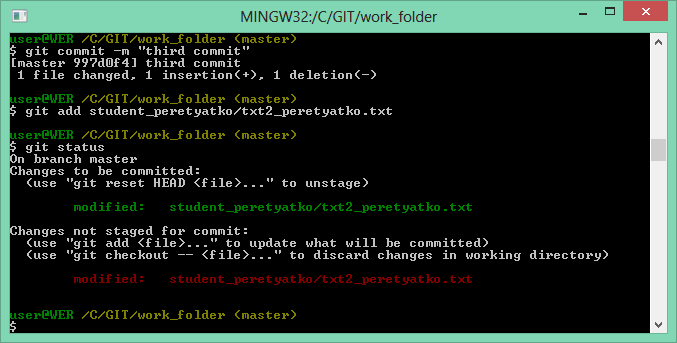 MINGW32:/C/GIT/work_folder
user@WER /C/GIT/work_folder (master)
$ git commit -m "third commit"
[master 997d0f4] third commit
1 file changed, 1 insertion(+), 1 deletion(-)
user@WER /C/GIT/work_folder (master)
$ git add student_peretyatko/txt2_peretyatko.txt
user@WER /C/GIT/work_folder (master)
$ git status
On branch master
Changes to be committed:
(use "git reset HEAD <file>..." to unstage)
modified: student_peretyatko/txt2_peretyatko.txt
Changes not staged for commit:
(use "git add <file>..." to update what will be committed)
(use "git checkout -- <file>..." to discard changes in working directory)
modified: student_peretyatko/txt2_peretyatko.txt
user@WER /C/GIT/work_folder (master)
$